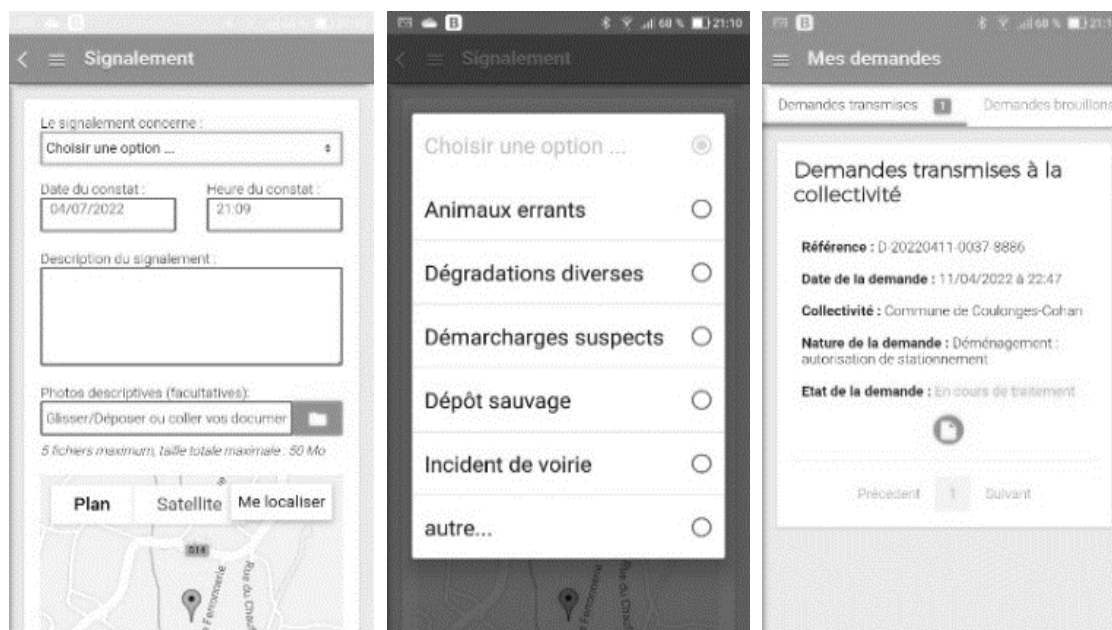 Signalement
Le signalement concerne :
Choisir une option ...
Date du constat :
Heure du constat :
04/07/2022
21:09
Description du signalement :
Photos descriptives (facultatives):
Glisser/Déposer ou coller vos documer
5 fichiers maximum, taille totale maximale : 50 Mo
Plan
Satellite
Me localiser
D14
Ferronnerie
Rue du
B
68 %
21:10
Signalement
Choisir une option ...
Animaux errants
Dégradations diverses
Démarcharges suspects
Dépôt sauvage
Incident de voirie
autre...
B
68 %
Mes demandes
Demandes transmises 1
Demandes brouillons
Demandes transmises à la
collectivité
Référence : D-20220411-0037-8886
Date de la demande : 11/04/2022 à 22:47
Collectivité : Commune de Coulonges-Cohan
Nature de la demande : Déménagement :
autorisation de stationnement
Etat de la demande : En cours de traitement
Précédent 1 Suivant